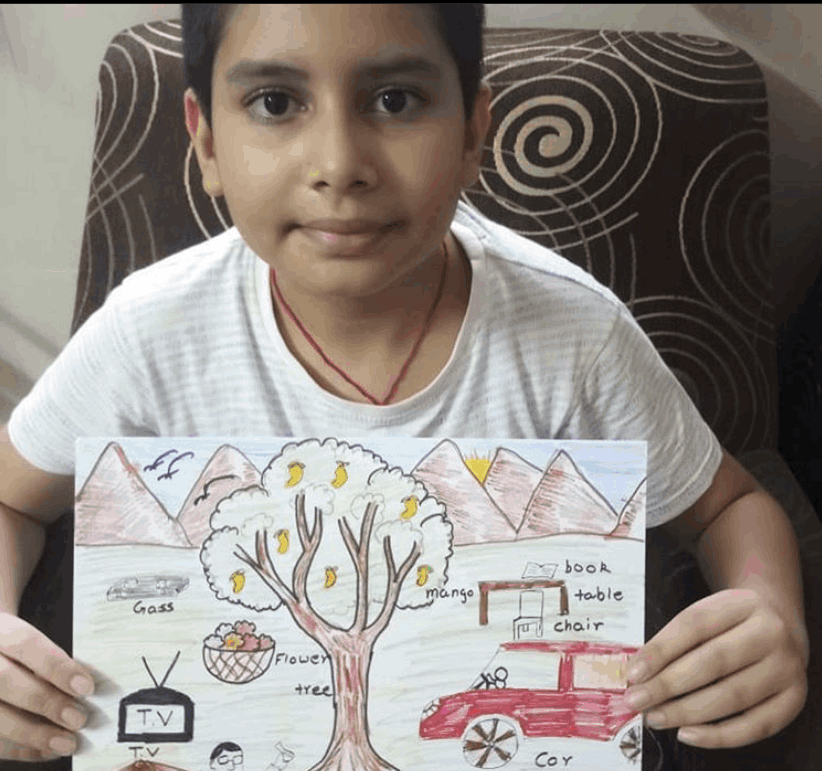 book
mango
table
Gass
chair
Flower
tree
T.V
T.V
Cor